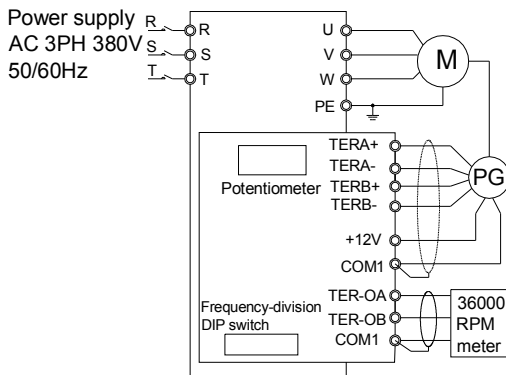 Power supply
AC 3PH 380V
50/60Hz
R
S
T
R
S
T
U
V
W
PE
M
TERA+
TERA-
TERB+
TERB-
+12V
COM1
PG
Potentiometer
Frequency-division
DIP switch
TER-OA
TER-OB
COM1
36000
RPM
meter